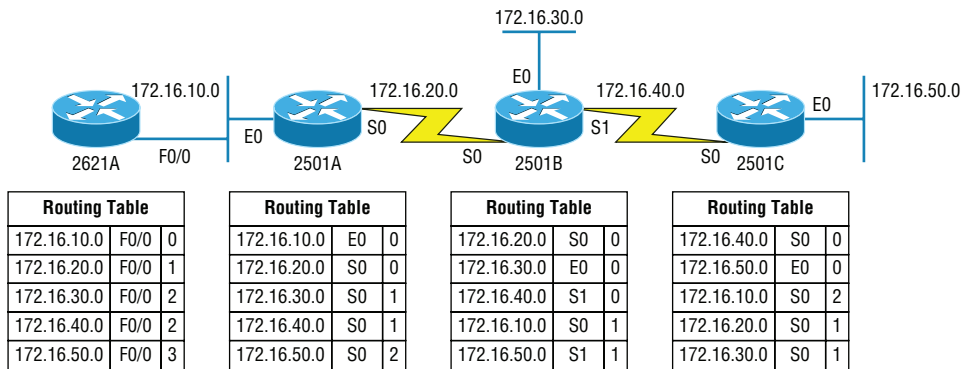 172.16.30.0
E0
172.16.10.0
172.16.20.0
172.16.40.0
172.16.50.0
E0
S0
S1
E0
F0/0
S0
S0
2621A
2501A
2501B
2501C
Routing Table
172.16.10.0 F0/0 0
172.16.20.0 F0/0 1
172.16.30.0 F0/0 2
172.16.40.0 F0/0 2
172.16.50.0 F0/0 3
Routing Table
172.16.10.0 E0 0
172.16.20.0 S0 0
172.16.30.0 S0 1
172.16.40.0 S0 1
172.16.50.0 S0 2
Routing Table
172.16.20.0 S0 0
172.16.30.0 E0 0
172.16.40.0 S1 0
172.16.10.0 S0 1
172.16.50.0 S1 1
Routing Table
172.16.40.0 S0 0
172.16.50.0 E0 0
172.16.10.0 S0 2
172.16.20.0 S0 1
172.16.30.0 S0 1